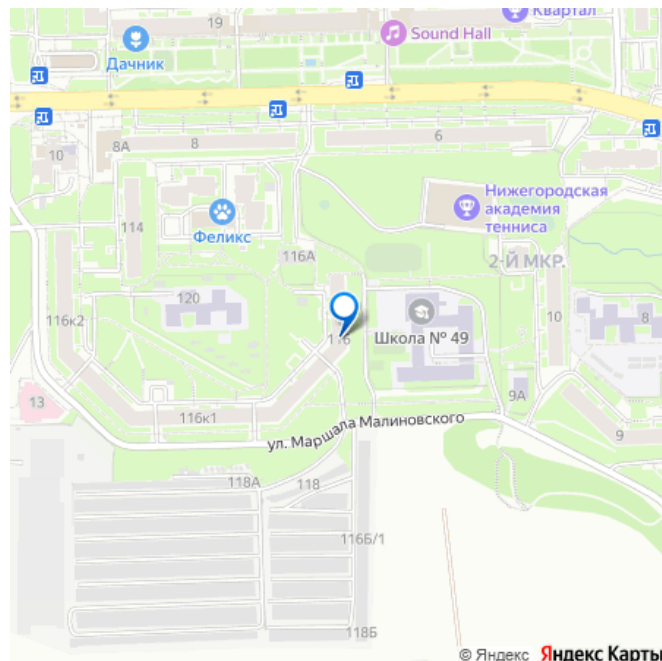 19
Квартал
Sound Hall
Дачник
8А
8
6
10
Нижегородская
академия
тенниса
114
Феликс
116А
2-Й МКР.
120
116к2
116
Школа № 49
10
8
13
116к1
9А
ул. Маршала Малиновского
9
118А
118
116Б/1
118Б
© Яндекс Яндекс Карты